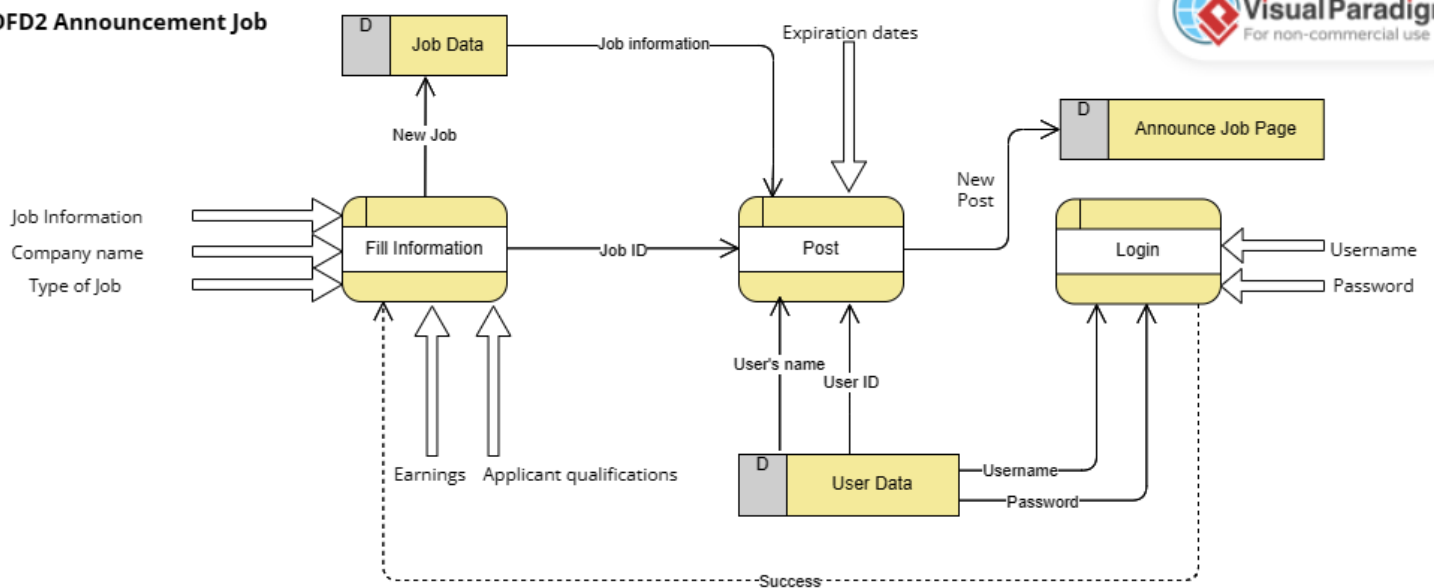 DFD2 Announcement Job
Visual Paradigm
For non-commercial use
D
Job Data
Job information
Expiration dates
D
Announce Job Page
New Job
New
Post
Job Information
Company name
Type of Job
Fill Information
Job ID
Post
Login
Username
Password
User's name
User ID
Earnings
Applicant qualifications
D
User Data
Username
Password
Success